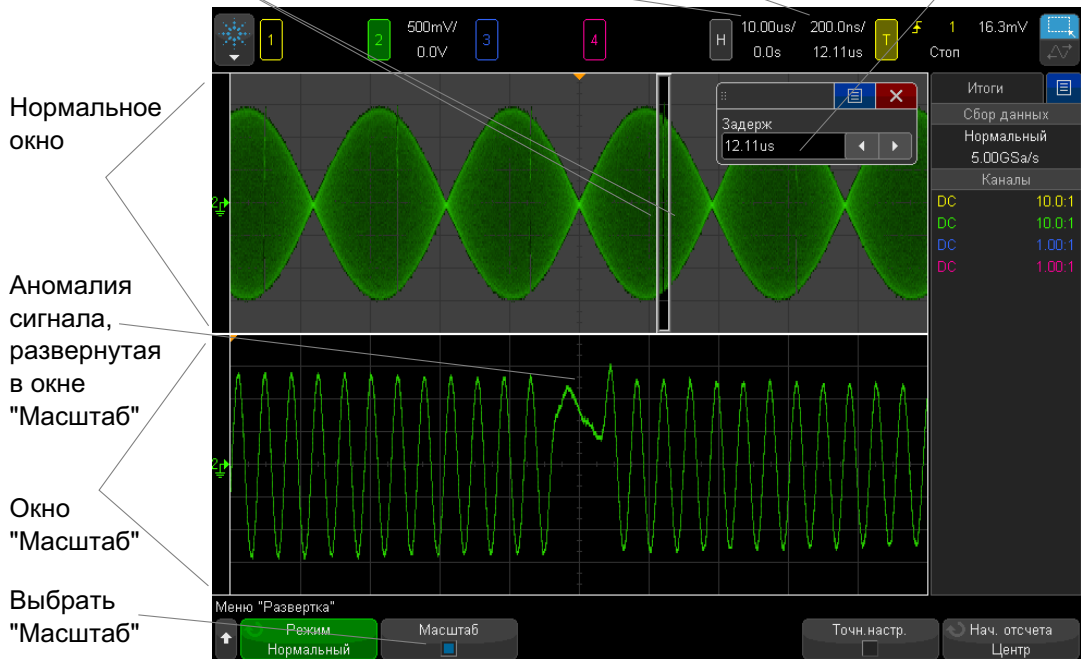 1
2
500mV/
0.0V
3
4
H
10.00us/
0.0s
200.0ns/
12.11us
T
1
16.3mV
Стоп
Нормальное
окно
Задерж
12.11us
Итоги
Сбор данных
Нормальный
5.00GSa/s
Каналы
DC 10.0:1
DC 10.0:1
DC 1.00:1
DC 1.00:1
2
Аномалия
сигнала,
развернутая
в окне
"Масштаб"
2
Окно
"Масштаб"
Выбрать
"Масштаб"
Меню "Развертка"
Режим
Нормальный
Масштаб
Точн.настр.
Нач. отсчета
Центр